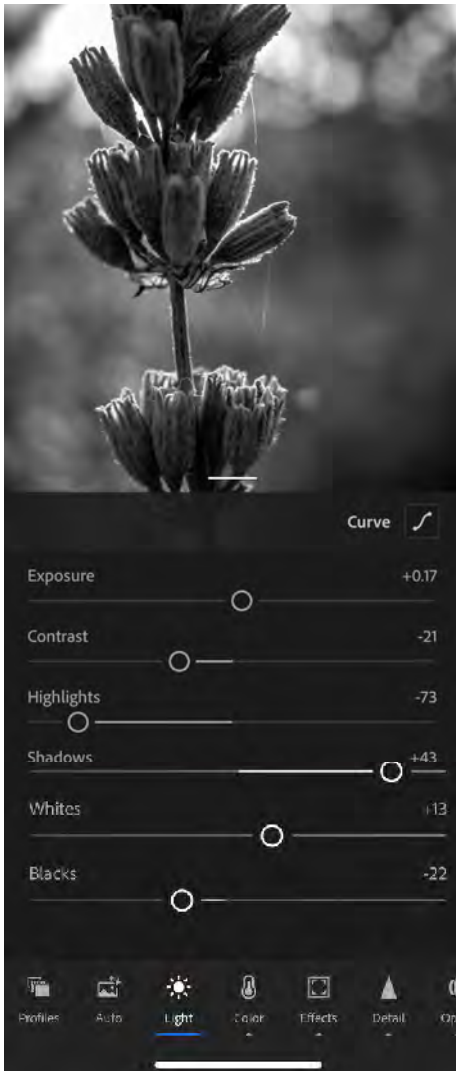 Curve
Exposure +0.17
Contrast -21
Highlights -73
Shadows +43
Whites +13
Blacks -22
Profiles Auto Light Color Effects Detail Op